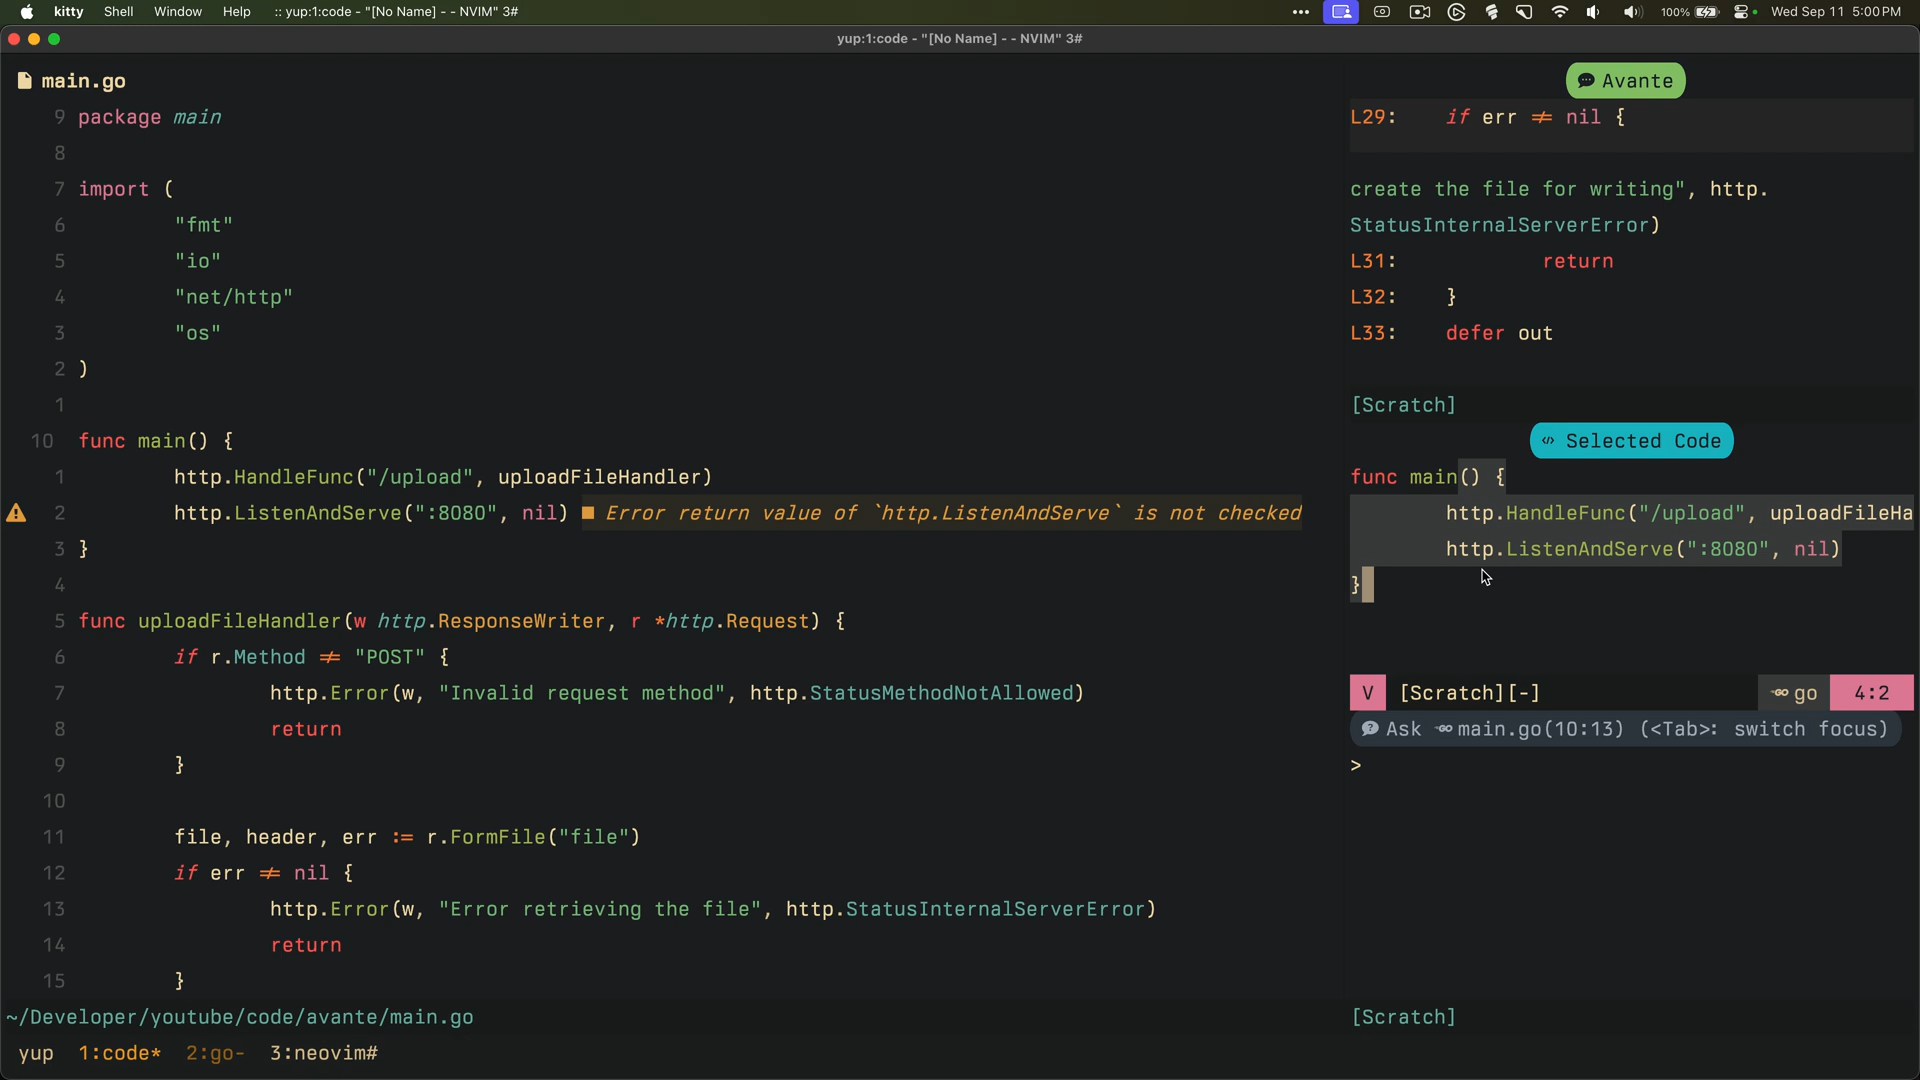 kitty Shell Window Help :: yup:1:code - "[No Name] - - NVIM" 3# 100% Wed Sep 11 5:00 PM
yup:1:code - "[No Name] - - NVIM" 3#
main.go
9 package main
8
7 import (
6 "fmt"
5 "io"
4 "net/http"
3 "os"
2 )
1
10 func main() {
1 http.HandleFunc("/upload", uploadFileHandler)
2 http.ListenAndServe(":8080", nil) ■ Error return value of `http.ListenAndServe` is not checked
3 }
4
5 func uploadFileHandler(w http.ResponseWriter, r *http.Request) {
6 if r.Method != "POST" {
7 http.Error(w, "Invalid request method", http.StatusMethodNotAllowed)
8 return
9 }
10
11 file, header, err := r.FormFile("file")
12 if err != nil {
13 http.Error(w, "Error retrieving the file", http.StatusInternalServerError)
14 return
15 }
~/Developer/youtube/code/avante/main.go
yup 1:code* 2:go- 3:neovim#
Avante
L29: if err != nil {
create the file for writing", http.
StatusInternalServerError)
L31: return
L32: }
L33: defer out
[Scratch]
</> Selected Code
func main() {
http.HandleFunc("/upload", uploadFileHa
http.ListenAndServe(":8080", nil)
}
V [Scratch][-] go 4:2
Ask main.go(10:13) (<Tab>: switch focus)
>
[Scratch]